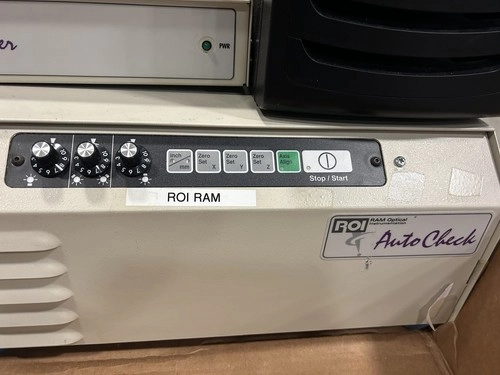 er
PWR
Inch
mm
Zero
Set
X
Zero
Set
Y
Zero
Set
Z
Axis
Align
Stop / Start
ROI RAM
ROI RAM Optical
Instrumentation
AutoCheck